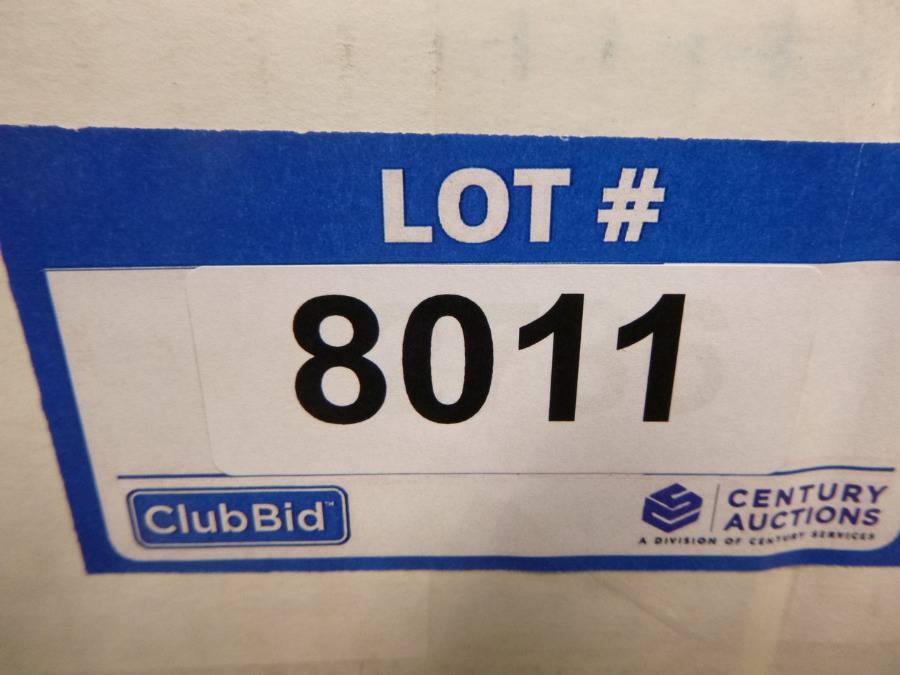 LOT #
8011
ClubBid™
CENTURY
AUCTIONS
A DIVISION OF CENTURY SERVICES